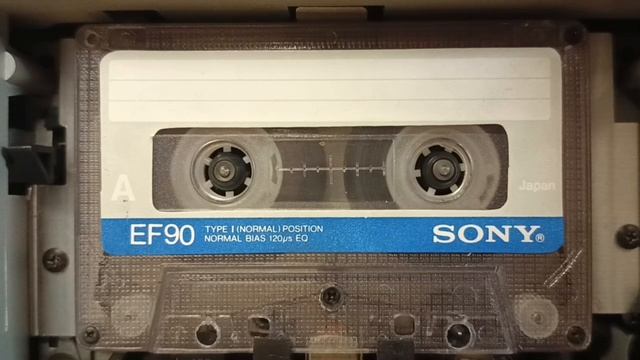 A
Japan
EF90
TYPE I (NORMAL) POSITION
NORMAL BIAS 120µs EQ
SONY®